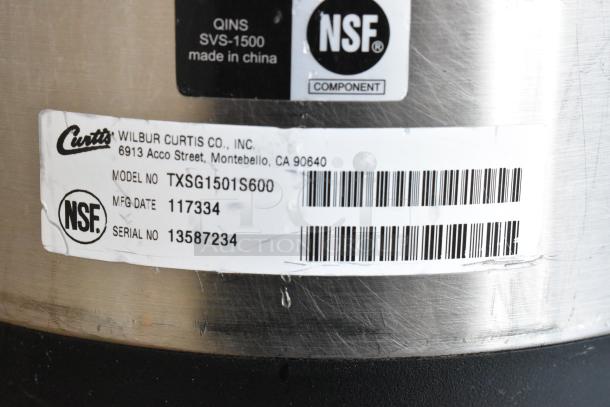 QINS
SVS-1500
made in china
NSF®
COMPONENT
Curtis
WILBUR CURTIS CO., INC.
6913 Acco Street, Montebello, CA 90640
MODEL NO TXSG1501S600
MFG DATE 117334
NSF®
SERIAL NO 13587234